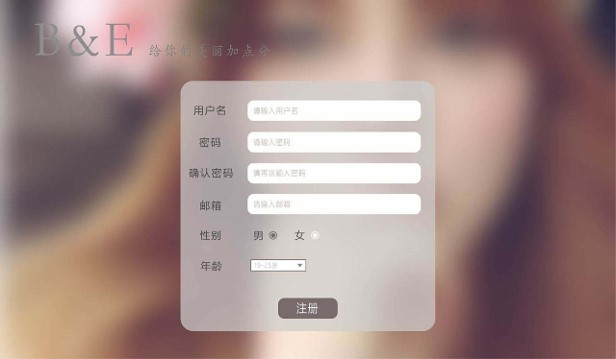 B & E 给你的美丽加点分
用户名 请输入用户名
密码 请输入密码
确认密码 请再次输入密码
邮箱 请输入邮箱
性别 男 女
年龄 19-25岁
注册